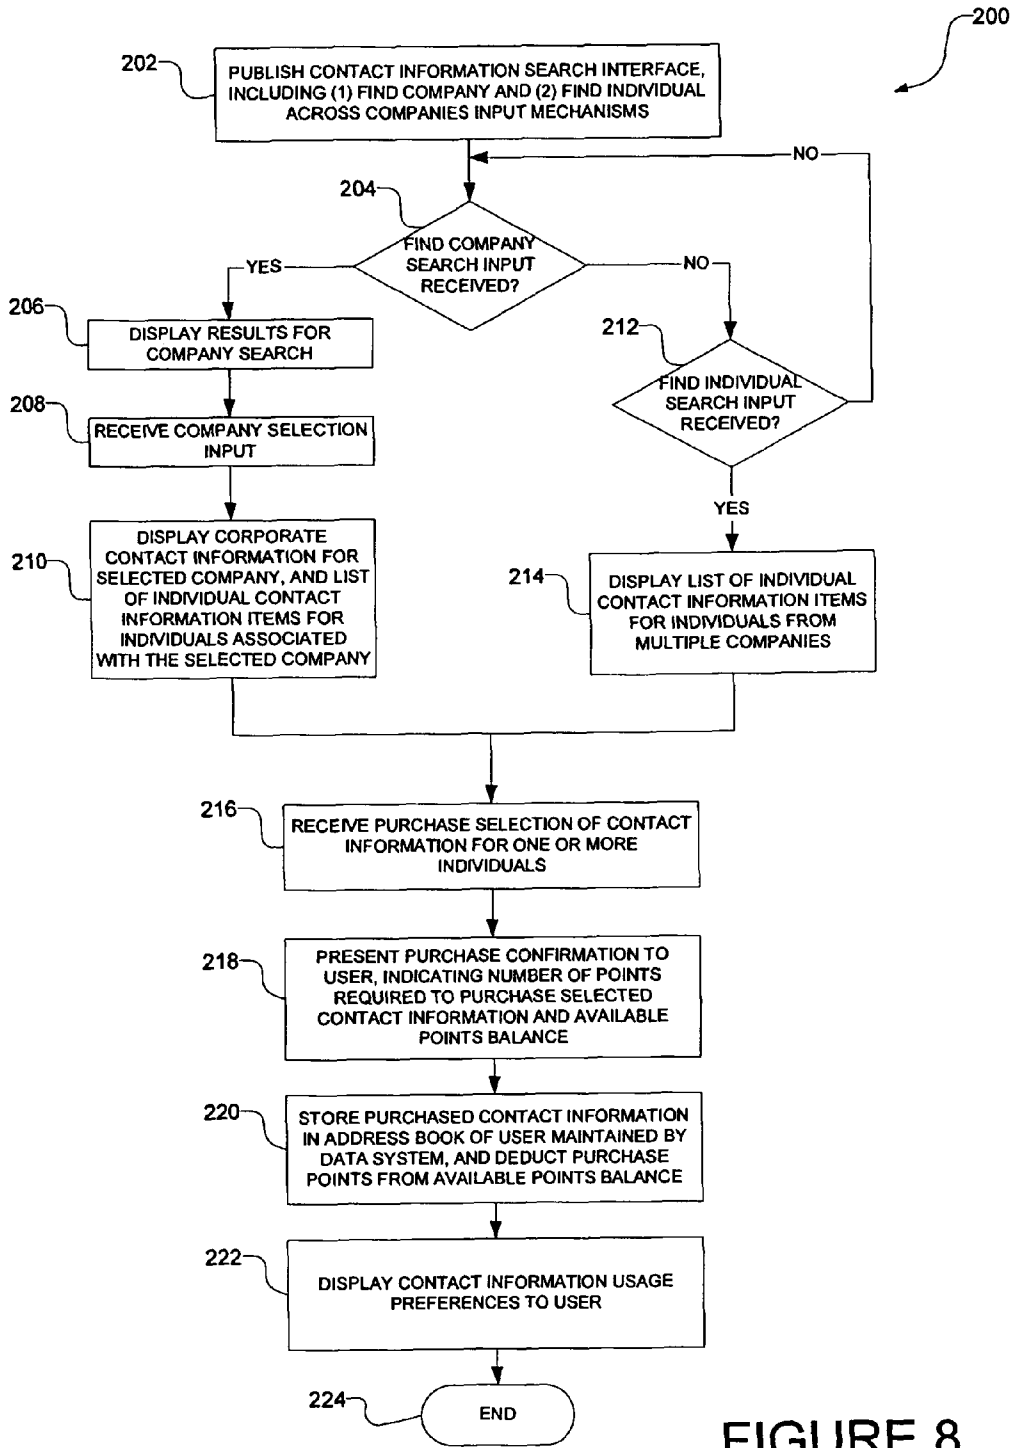 200
202
PUBLISH CONTACT INFORMATION SEARCH INTERFACE,
INCLUDING (1) FIND COMPANY AND (2) FIND INDIVIDUAL
ACROSS COMPANIES INPUT MECHANISMS
NO
204
FIND COMPANY
SEARCH INPUT
RECEIVED?
YES
NO
206
DISPLAY RESULTS FOR
COMPANY SEARCH
212
FIND INDIVIDUAL
SEARCH INPUT
RECEIVED?
208
RECEIVE COMPANY SELECTION
INPUT
YES
210
DISPLAY CORPORATE
CONTACT INFORMATION FOR
SELECTED COMPANY, AND LIST
OF INDIVIDUAL CONTACT
INFORMATION ITEMS FOR
INDIVIDUALS ASSOCIATED
WITH THE SELECTED COMPANY
214
DISPLAY LIST OF INDIVIDUAL
CONTACT INFORMATION ITEMS
FOR INDIVIDUALS FROM
MULTIPLE COMPANIES
216
RECEIVE PURCHASE SELECTION OF CONTACT
INFORMATION FOR ONE OR MORE
INDIVIDUALS
218
PRESENT PURCHASE CONFIRMATION TO
USER, INDICATING NUMBER OF POINTS
REQUIRED TO PURCHASE SELECTED
CONTACT INFORMATION AND AVAILABLE
POINTS BALANCE
220
STORE PURCHASED CONTACT INFORMATION
IN ADDRESS BOOK OF USER MAINTAINED BY
DATA SYSTEM, AND DEDUCT PURCHASE
POINTS FROM AVAILABLE POINTS BALANCE
222
DISPLAY CONTACT INFORMATION USAGE
PREFERENCES TO USER
224
END
FIGURE 8